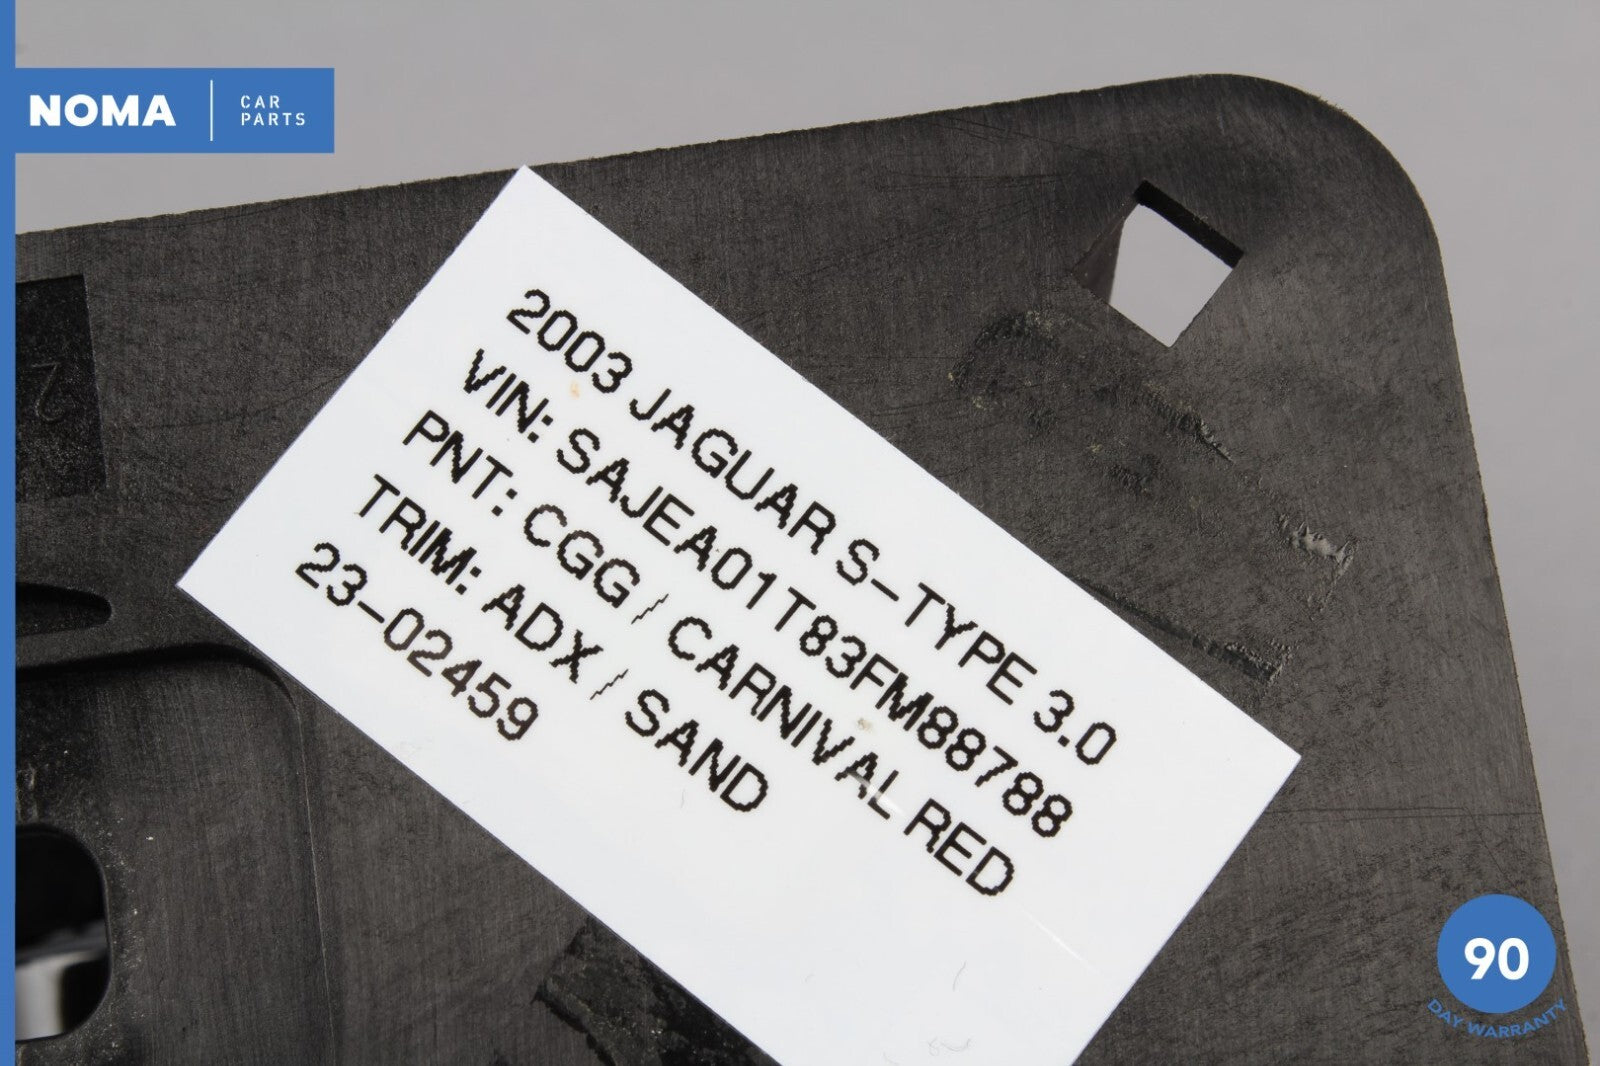 NOMA
CAR
PARTS
2003 JAGUAR S-TYPE 3.0
VIN: SAJEA01T83FM88788
PNT: CGG / CARNIVAL RED
TRIM: ADX / SAND
23-02459
2
90
DAY WARRANTY